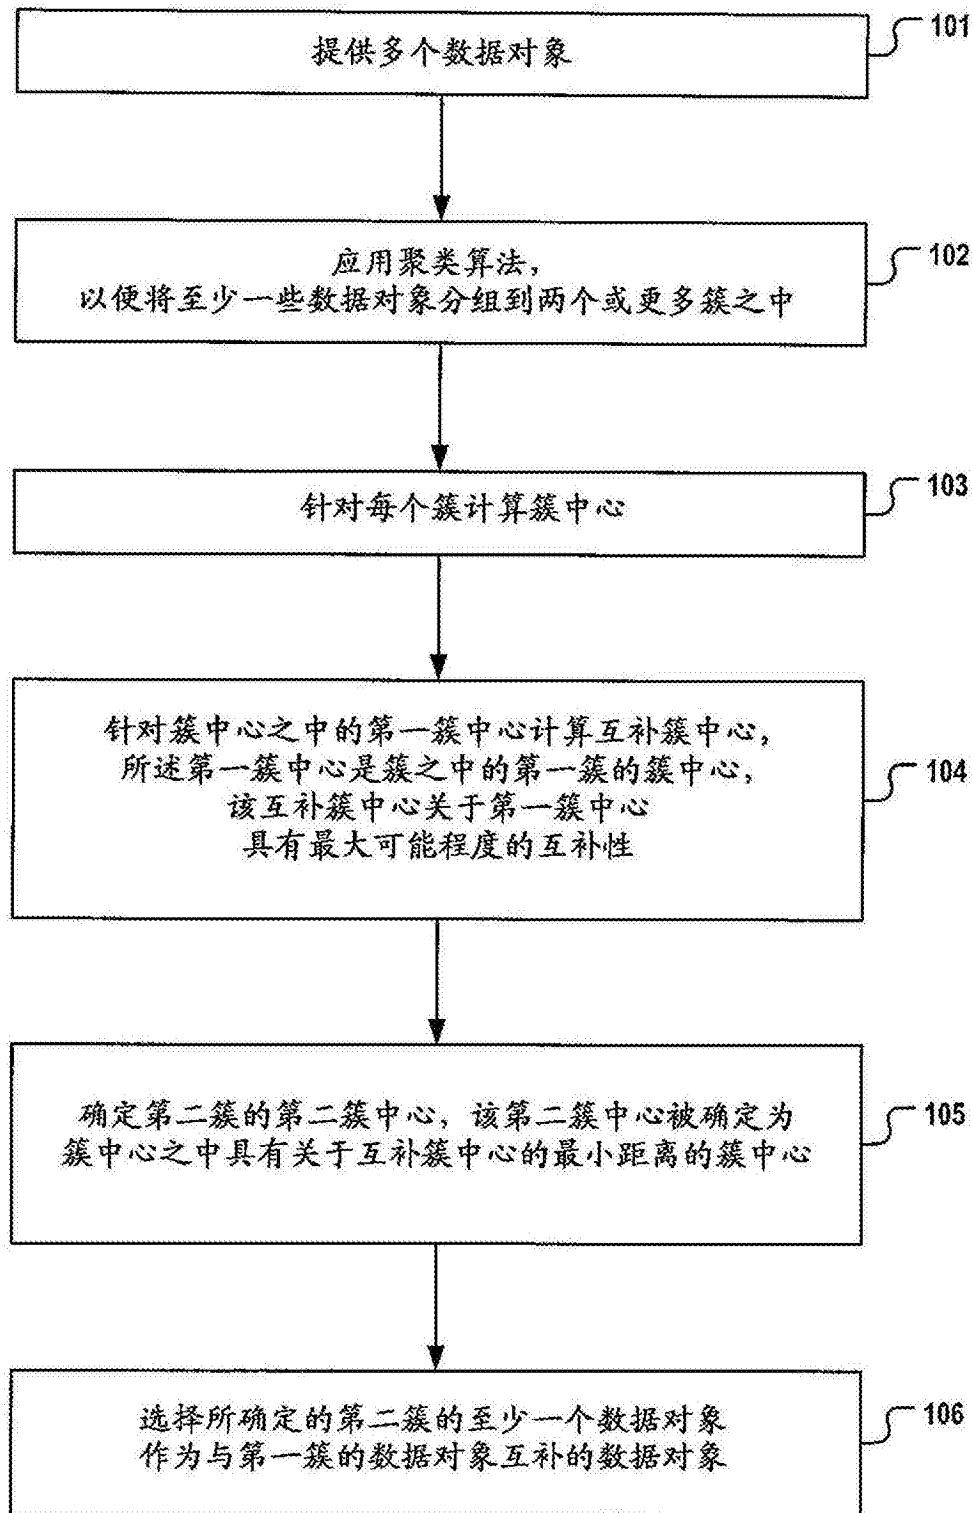 提供多个数据对象
101
应用聚类算法，
以便将至少一些数据对象分组到两个或更多簇之中
102
针对每个簇计算簇中心
103
针对簇中心之中的第一簇中心计算互补簇中心，
所述第一簇中心是簇之中的第一簇的簇中心，
该互补簇中心关于第一簇中心
具有最大可能程度的互补性
104
确定第二簇的第二簇中心，该第二簇中心被确定为
簇中心之中具有关于互补簇中心的最小距离的簇中心
105
选择所确定的第二簇的至少一个数据对象
作为与第一簇的数据对象互补的数据对象
106